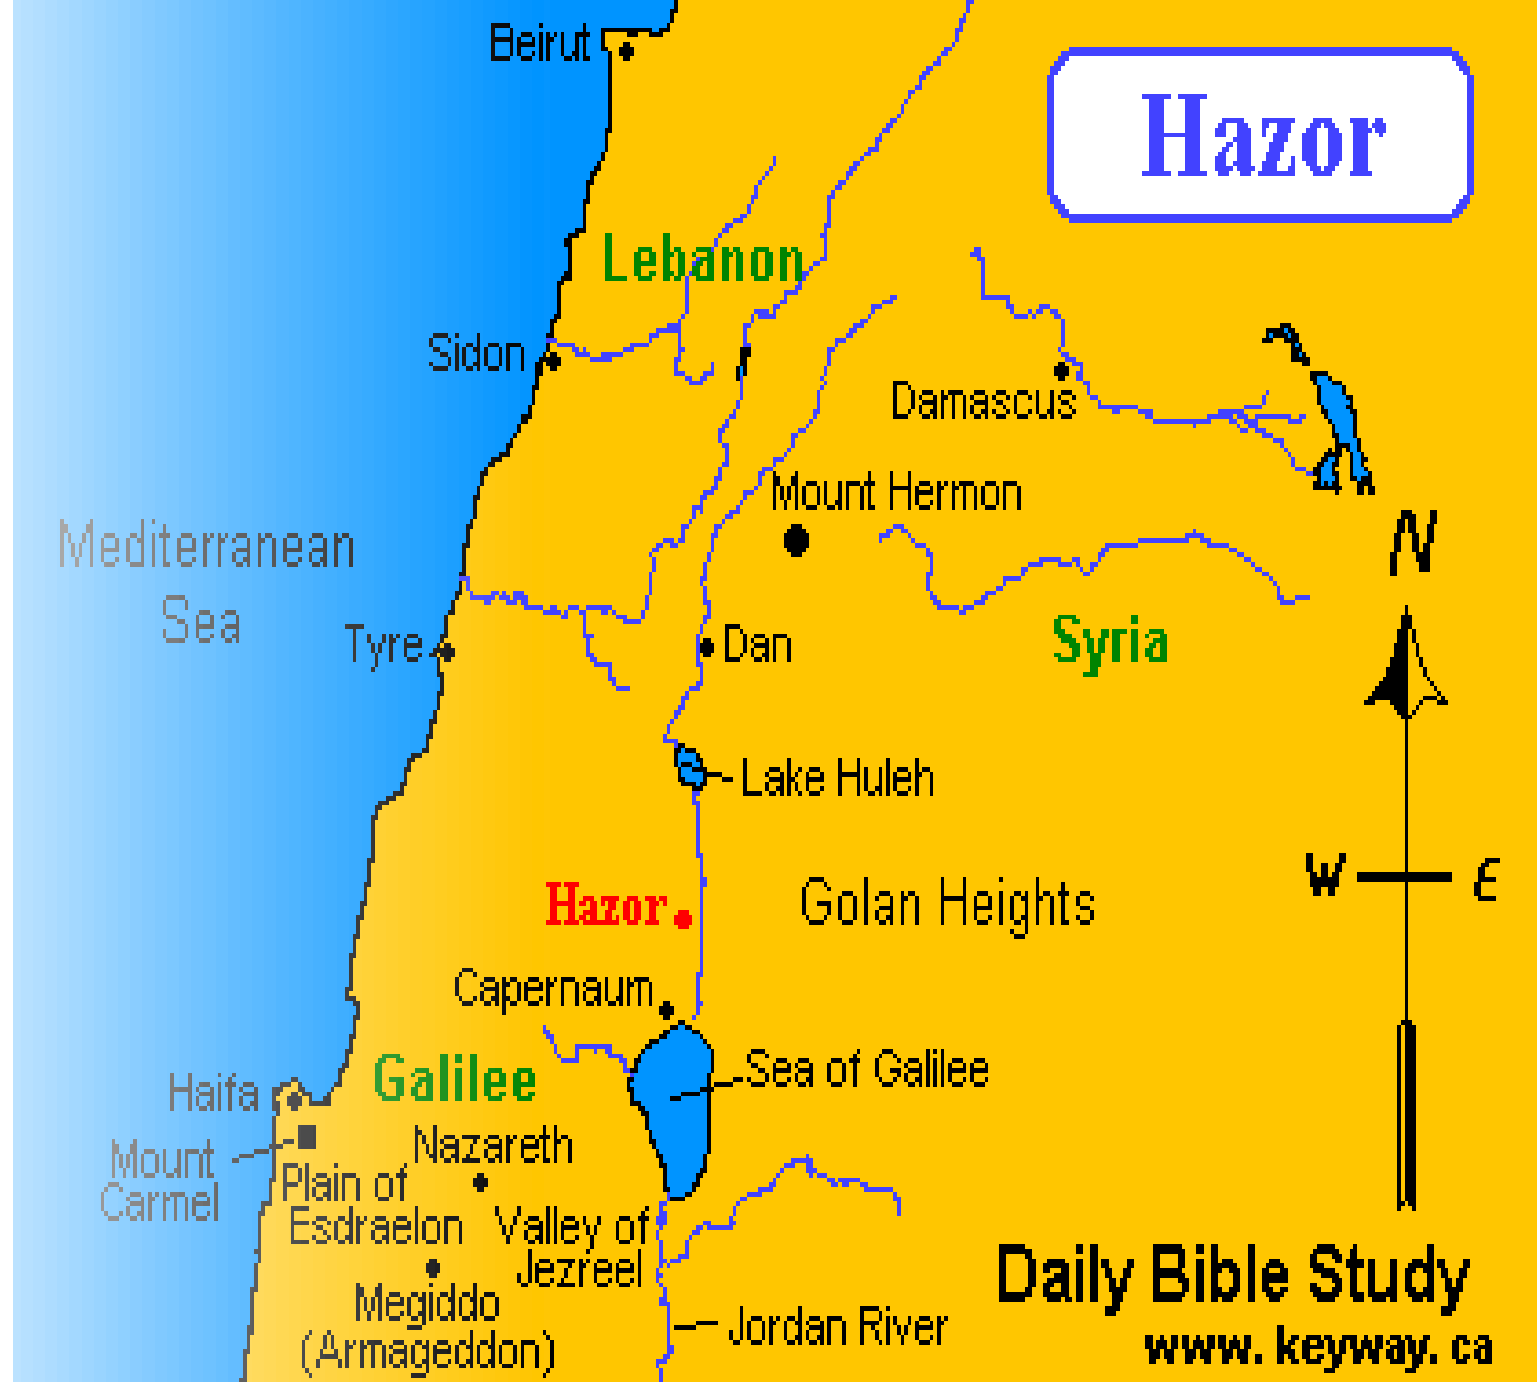 Beirut
Hazor
Lebanon
Sidon
Damascus
Mount Hermon
Mediterranean
Sea
N
Tyre
Dan
Syria
Lake Huleh
W
E
Hazor
Golan Heights
Capernaum
Galilee
Sea of Galilee
Haifa
Mount
Carmel
Nazareth
Plain of
Esdraelon
Valley of
Jezreel
Megiddo
(Armageddon)
Jordan River
Daily Bible Study
www.keyway.ca